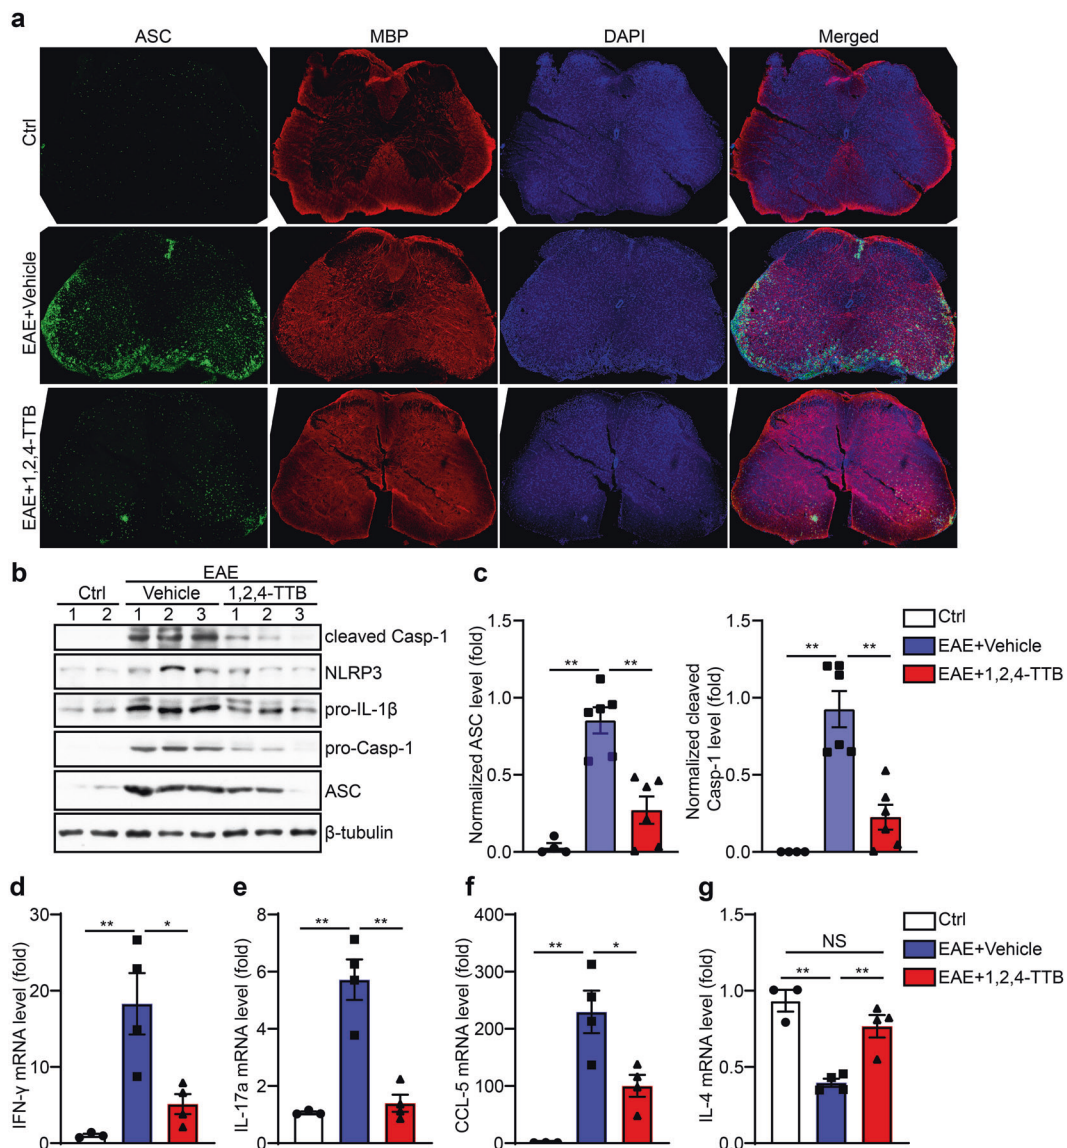 a
ASC MBP DAPI Merged
Ctrl
EAE+Vehicle
EAE+1,2,4-TTB
b
EAE
Ctrl Vehicle 1,2,4-TTB
1 2 1 2 3 1 2 3
cleaved Casp-1
NLRP3
pro-IL-1β
pro-Casp-1
ASC
β-tubulin
c
Normalized ASC level (fold)
1.5
1.0
0.5
0.0
** **
Normalized cleaved
Casp-1 level (fold)
1.5
1.0
0.5
0.0
** **
Ctrl
EAE+Vehicle
EAE+1,2,4-TTB
d
IFN-γ mRNA level (fold)
30
20
10
0
** *
e
IL-17a mRNA level (fold)
8
6
4
2
0
** **
f
CCL-5 mRNA level (fold)
400
300
200
100
0
** *
g
IL-4 mRNA level (fold)
1.5
1.0
0.5
0.0
NS
** **
Ctrl
EAE+Vehicle
EAE+1,2,4-TTB